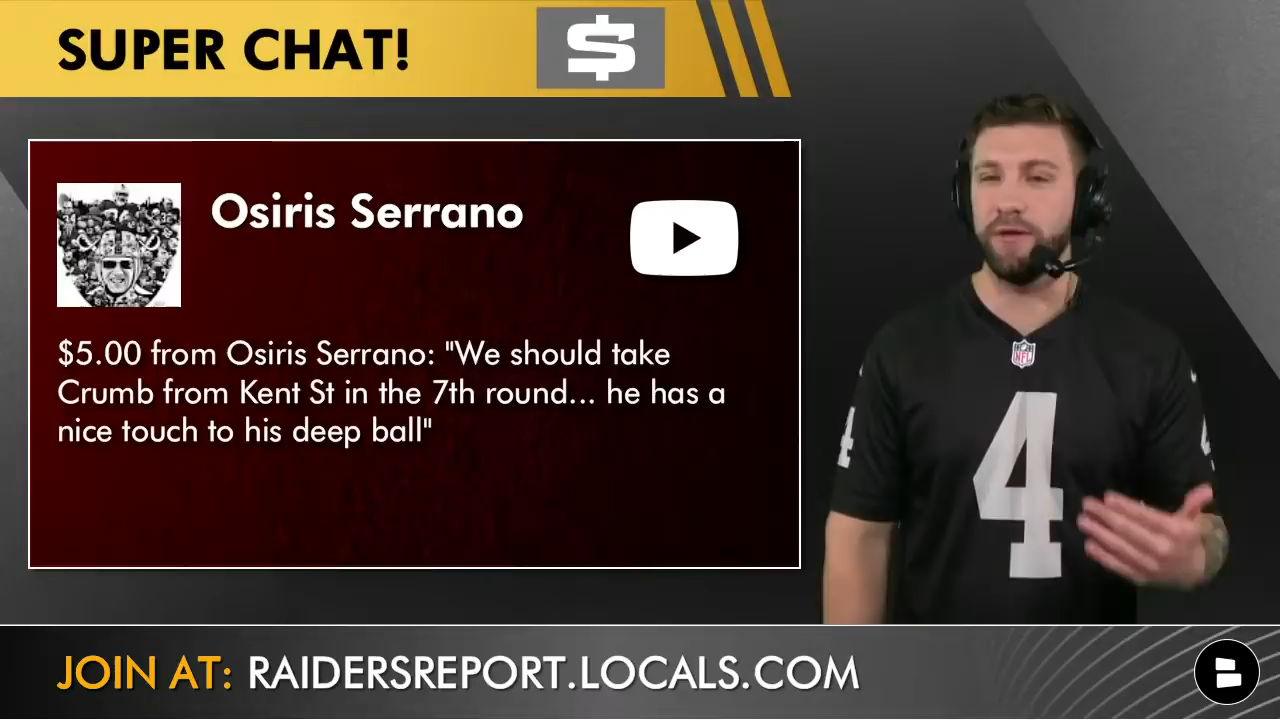 SUPER CHAT!
$
Osiris Serrano
$5.00 from Osiris Serrano: "We should take
Crumb from Kent St in the 7th round... he has a
nice touch to his deep ball"
NFL
4
4
JOIN AT: RAIDERSREPORT.LOCALS.COM